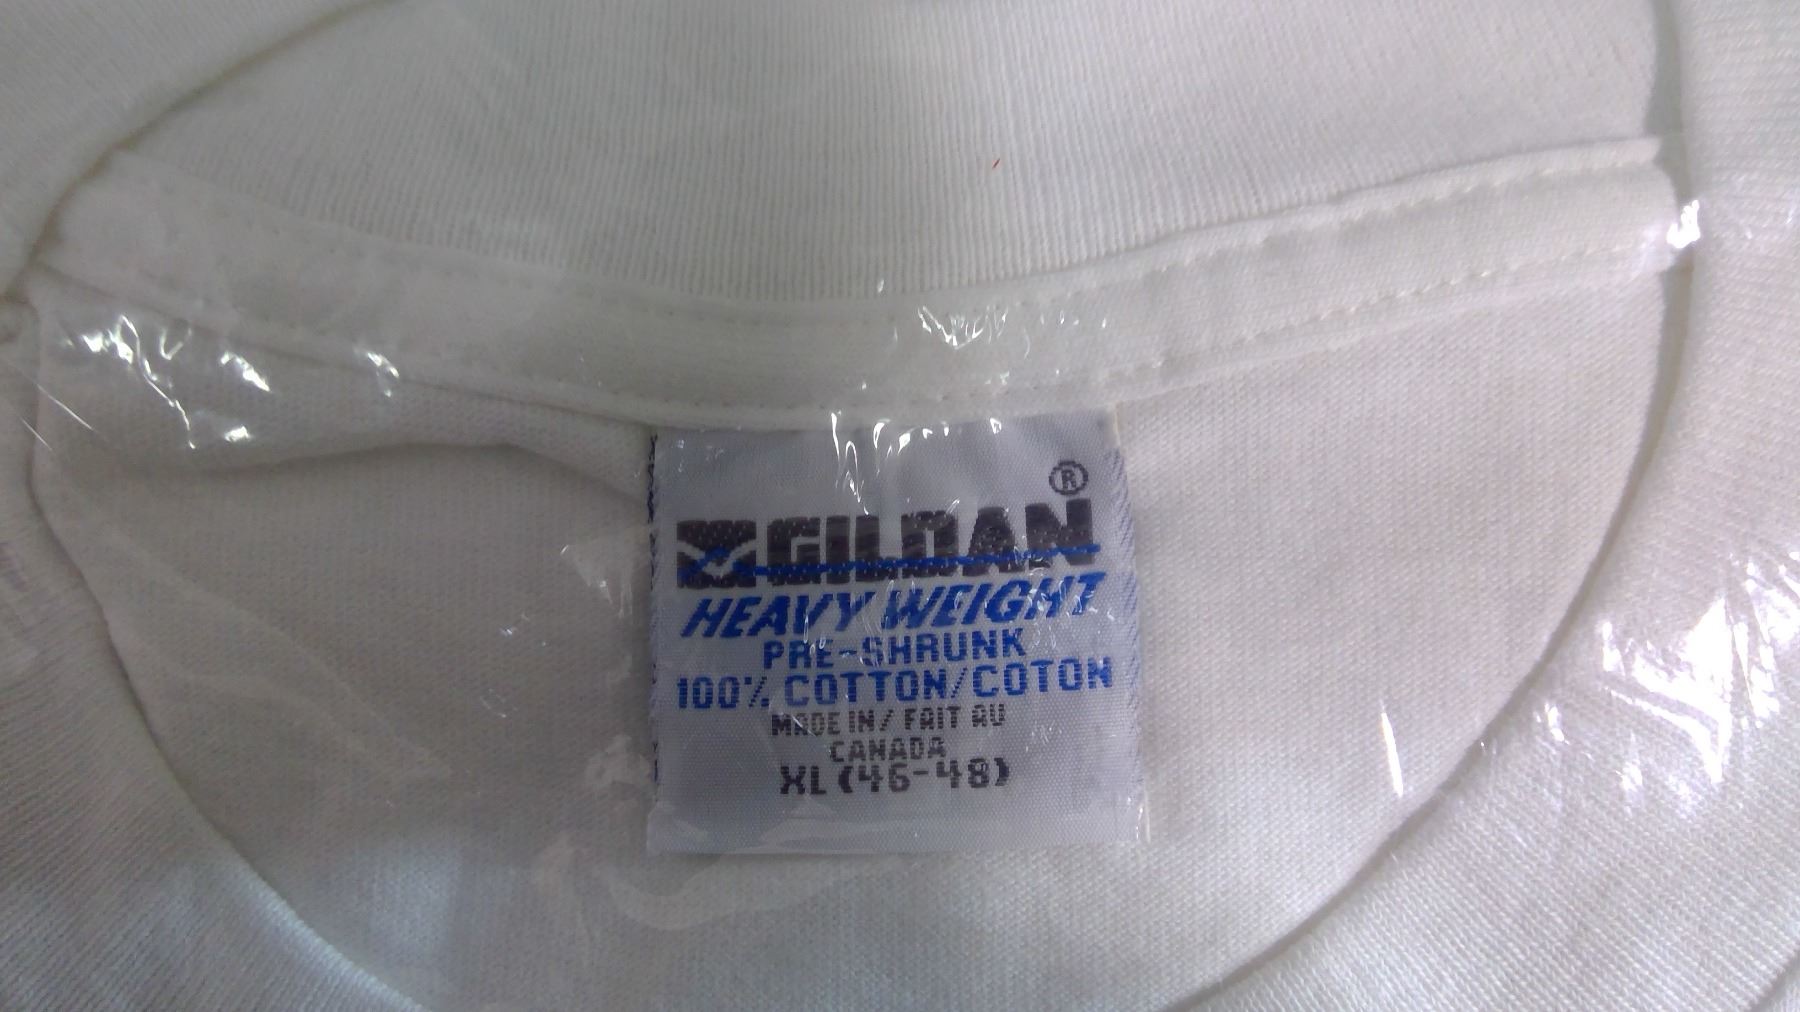 ®
GILDAN
HEAVY WEIGHT
PRE-SHRUNK
100% COTTON/COTON
MADE IN/ FAIT AU
CANADA
XL (46-48)